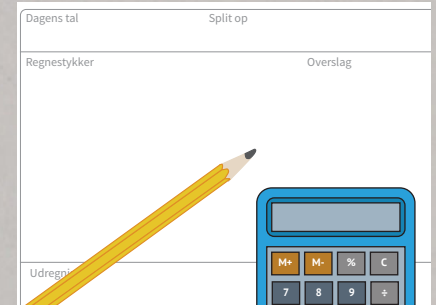 Dagens tal Split op
Regnestykker Overslag
M+ M- % C
7 8 9 ÷